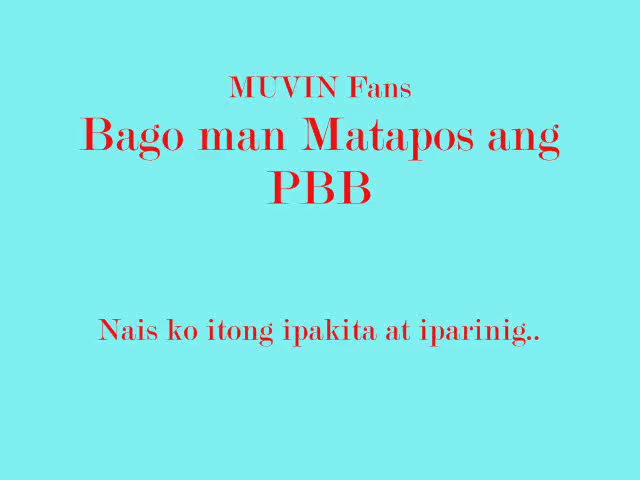 MUVIN Fans
Bago man Matapos ang
PBB
Nais ko itong ipakita at iparinig..